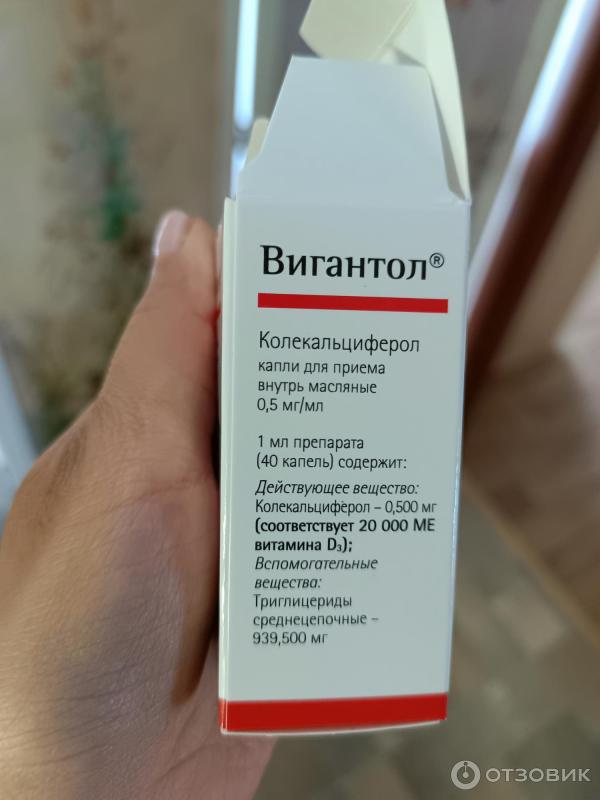 Вигантол®
Колекальциферол
капли для приема
внутрь масляные
0,5 мг/мл
1 мл препарата
(40 капель) содержит:
Действующее вещество:
Колекальциферол – 0,500 мг
(соответствует 20 000 МЕ
витамина D₃);
Вспомогательные
вещества:
Триглицериды
среднецепочные –
939,500 мг
ОТЗОВИК